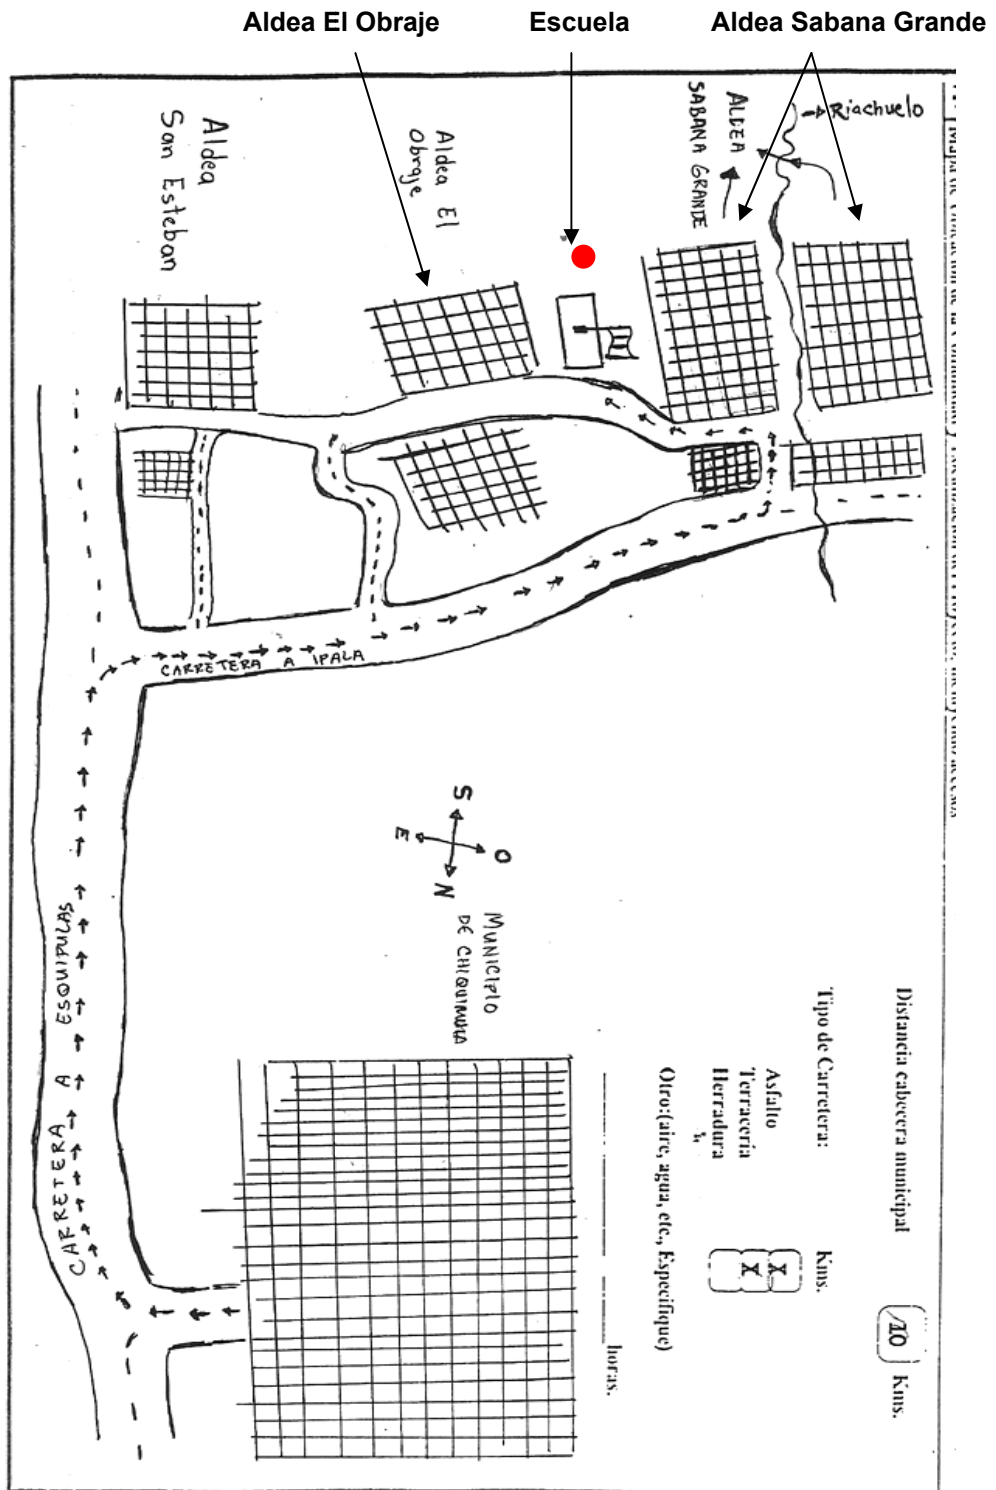 Aldea El Obraje
Escuela
Aldea Sabana Grande
Riachuelo
ALDEA
SABANA GRANDE
Aldea El
Obraje
Aldea
San Esteban
CARRETERA A IPALA
S
E
O
N
MUNICIPIO
DE CHIQUIMULA
CARRETERA A ESQUIPULAS
Distancia cabecera municipal
10
Kms.
Tipo de Carretera:
Kms.
Asfalto
X
Terracería
X
Herradura
Otro:(aire, agua, etc., Especifique)
horas.